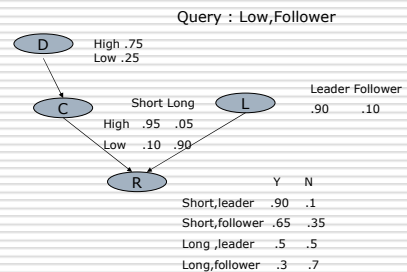 Query : Low,Follower
D
High .75
Low .25
Leader Follower
.90 .10
C
Short Long
L
High .95 .05
Low .10 .90
R
Y N
Short,leader .90 .1
Short,follower .65 .35
Long ,leader .5 .5
Long,follower .3 .7